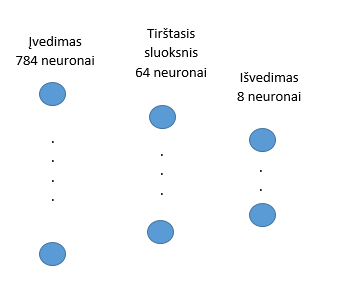 Įvedimas
784 neuronai
Tirštasis
sluoksnis
64 neuronai
Išvedimas
8 neuronai